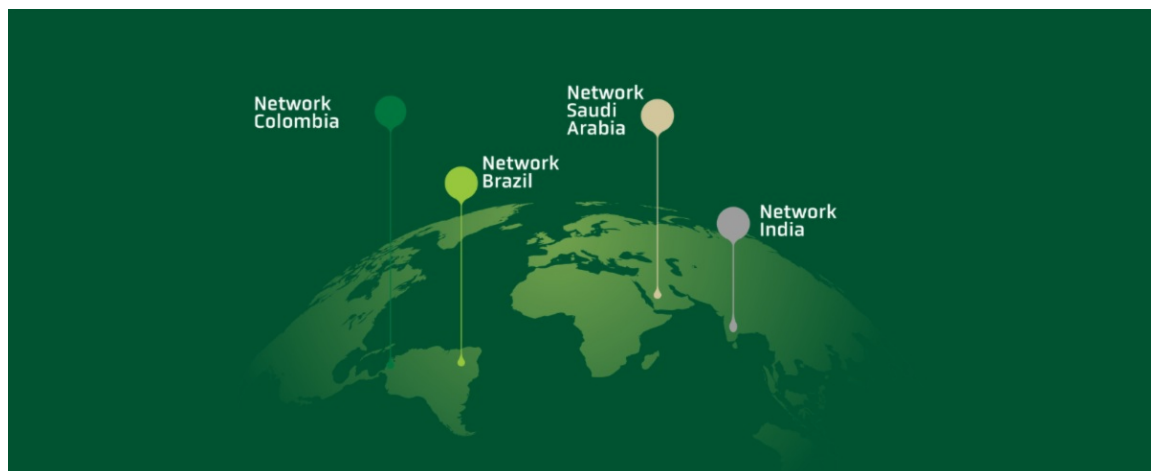 Network
Colombia
Network
Saudi
Arabia
Network
Brazil
Network
India